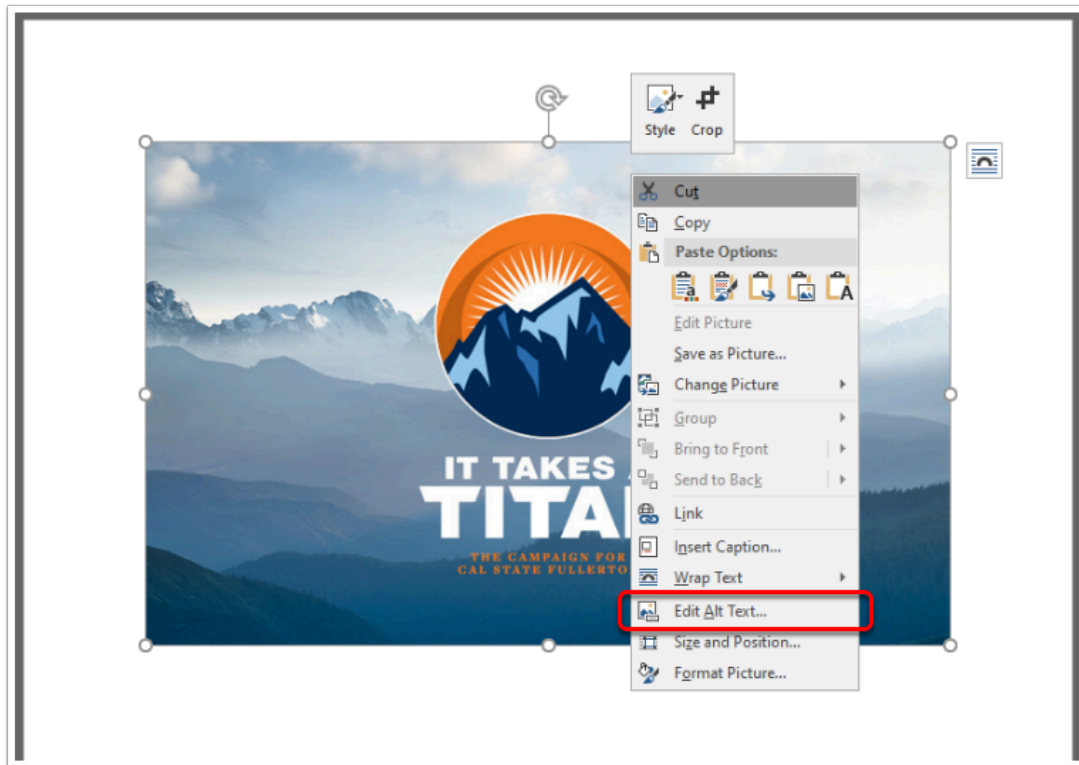 Style Crop
Cut
Copy
Paste Options:
Edit Picture
Save as Picture...
Change Picture
Group
Bring to Front
Send to Back
Link
Insert Caption...
Wrap Text
Edit Alt Text...
Size and Position...
Format Picture...
IT TAKES
TITA
THE CAMPAIGN FOR
CAL STATE FULLERTO